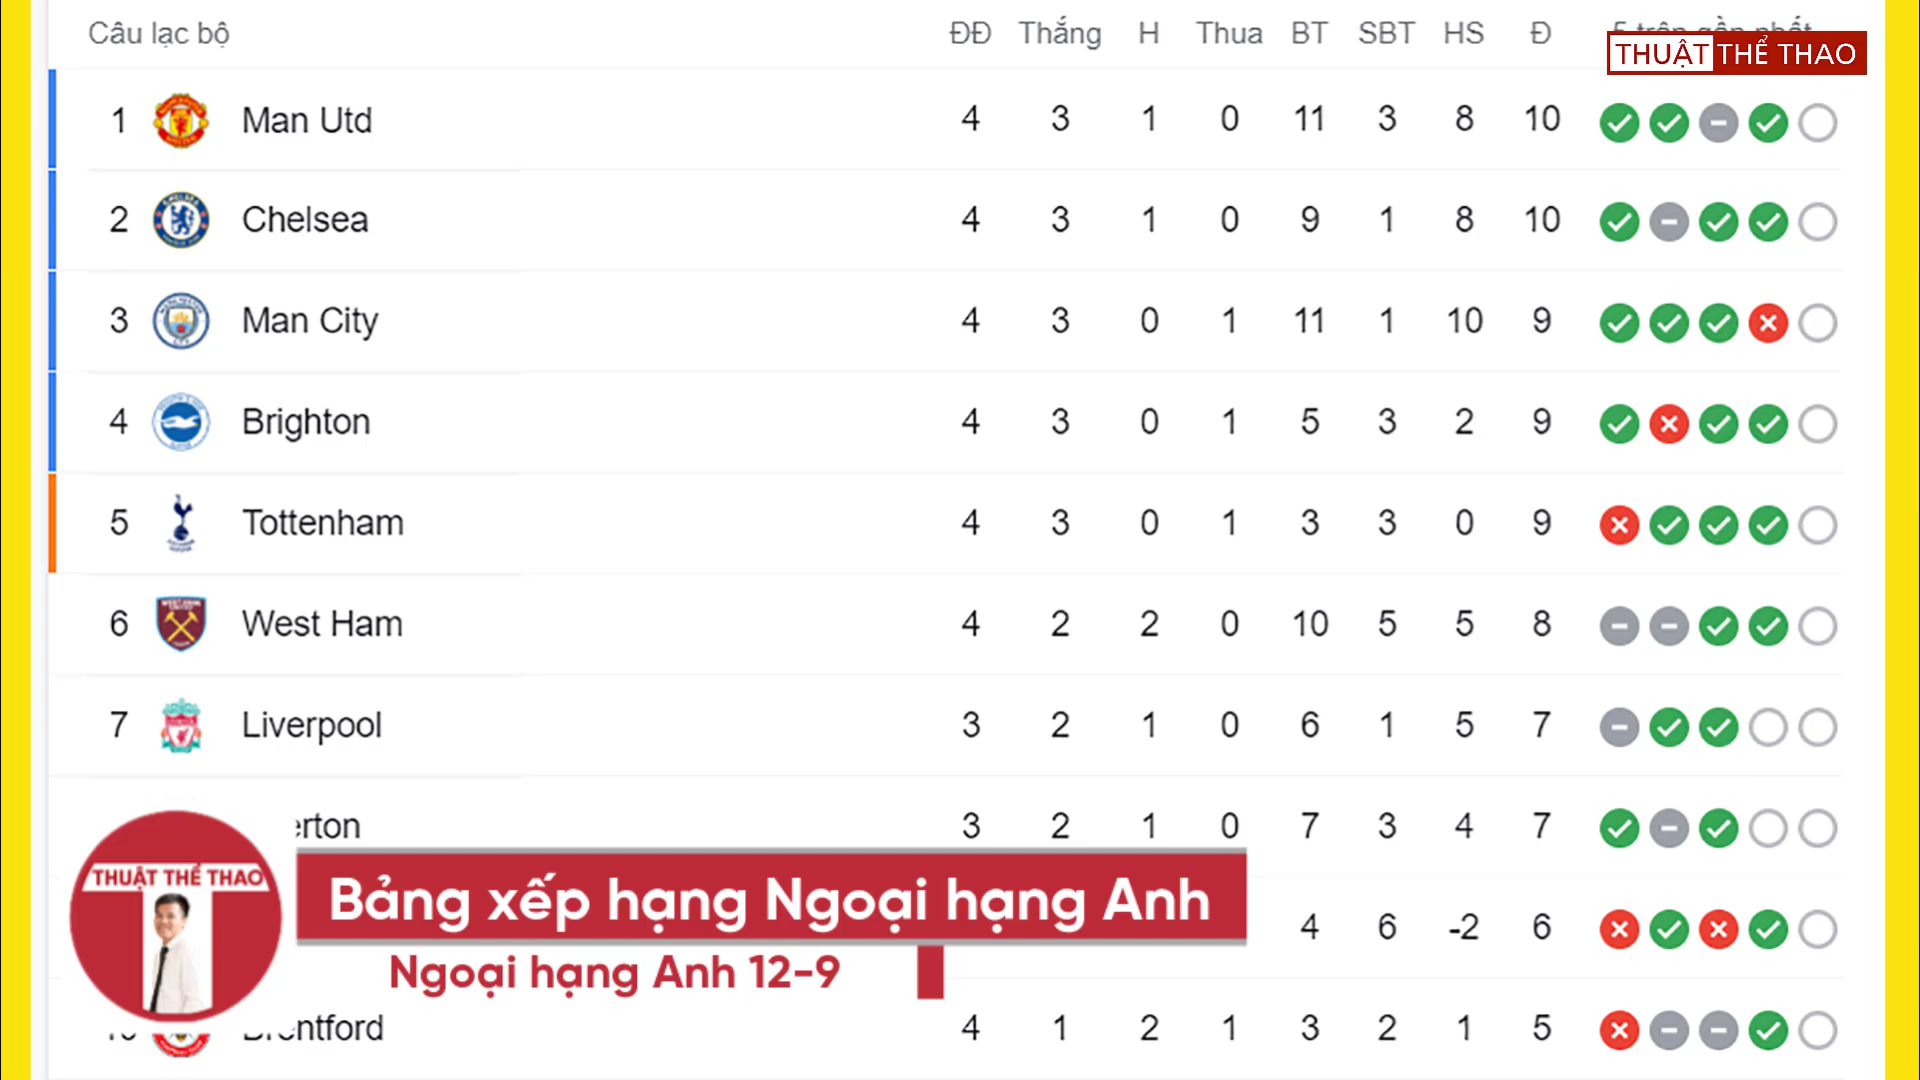 Câu lạc bộ ĐĐ Thắng H Thua BT SBT HS Đ 5 trận gần nhất
THUẬT THỂ THAO
1 Man Utd 4 3 1 0 11 3 8 10
2 Chelsea 4 3 1 0 9 1 8 10
3 Man City 4 3 0 1 11 1 10 9
4 Brighton 4 3 0 1 5 3 2 9
5 Tottenham 4 3 0 1 3 3 0 9
6 West Ham 4 2 2 0 10 5 5 8
7 Liverpool 3 2 1 0 6 1 5 7
erton 3 2 1 0 7 3 4 7
THUẬT THỂ THAO
Bảng xếp hạng Ngoại hạng Anh
4 6 -2 6
Ngoại hạng Anh 12-9
Brentford 4 1 2 1 3 2 1 5